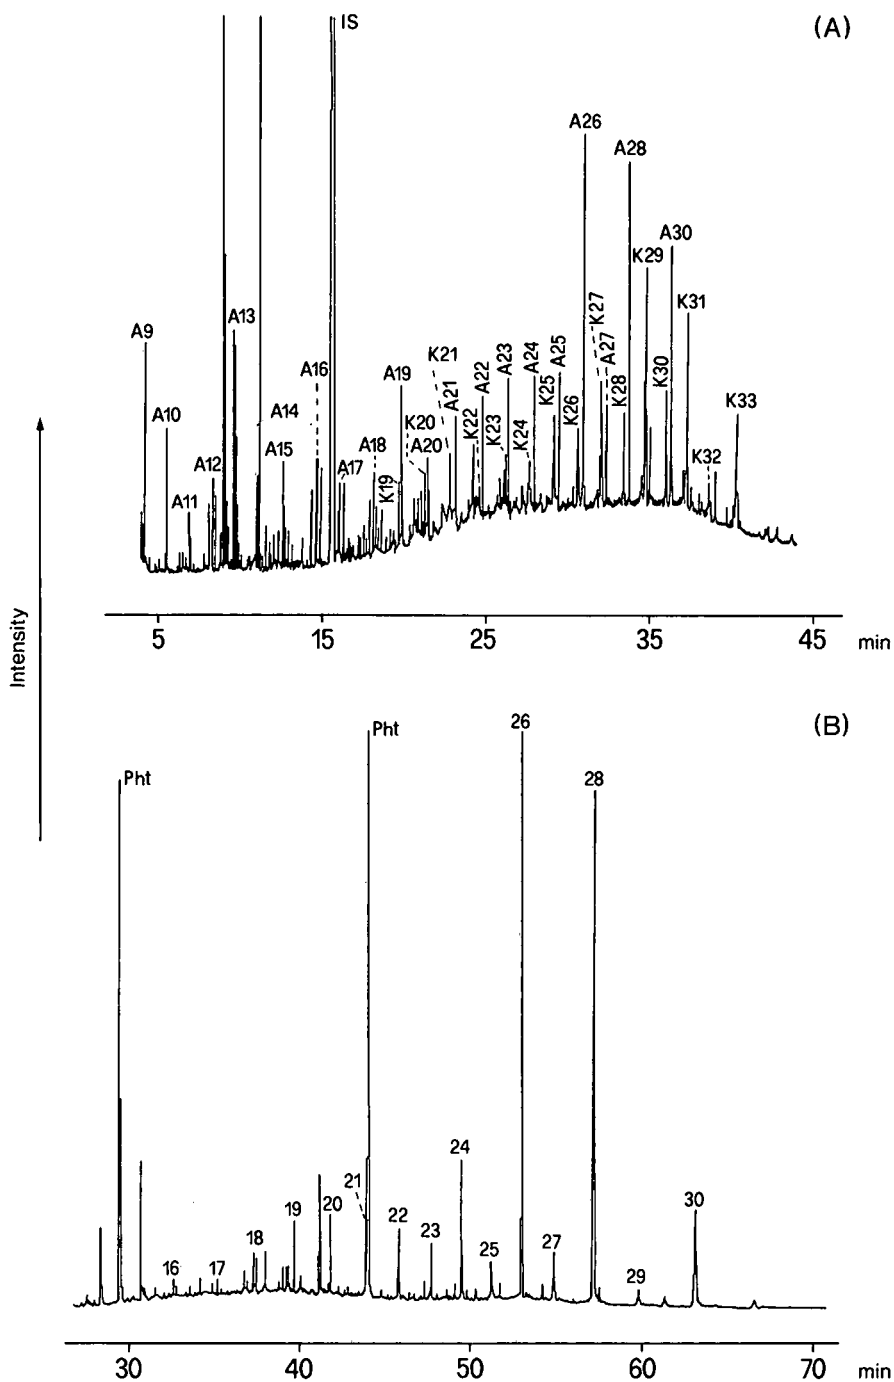 (A)
IS
A26
A28
A30
K29
K27
A27
K31
A9
A13
A16
A10
A14
A15
A12
A11
A17
A18
K19
A19
K20
A20
K21
A21
K22
A22
K23
A23
K24
A24
K25
A25
K26
K28
K30
K32
K33
5 15 25 35 45 min
Intensity
(B)
Pht
Pht
26
28
24
21
22
23
25
27
29
30
16
17
18
19
20
30 40 50 60 70 min